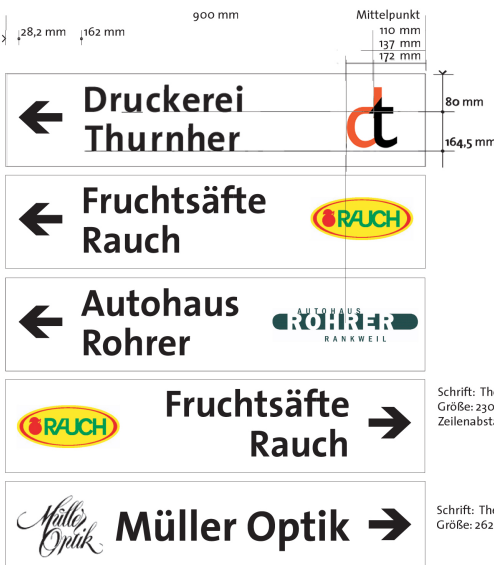 900 mm
Mittelpunkt
28,2 mm
162 mm
110 mm
137 mm
172 mm
Druckerei
Thurnher
dt
80 mm
164,5 mm
Fruchtsäfte
Rauch
RAUCH
Autohaus
Rohrer
AUTOHAUS
ROHRER
RANKWEIL
RAUCH
Fruchtsäfte
Rauch
Schrift:
Größe: 230
Müller
Optik
Müller Optik
Schrift:
Größe: 262